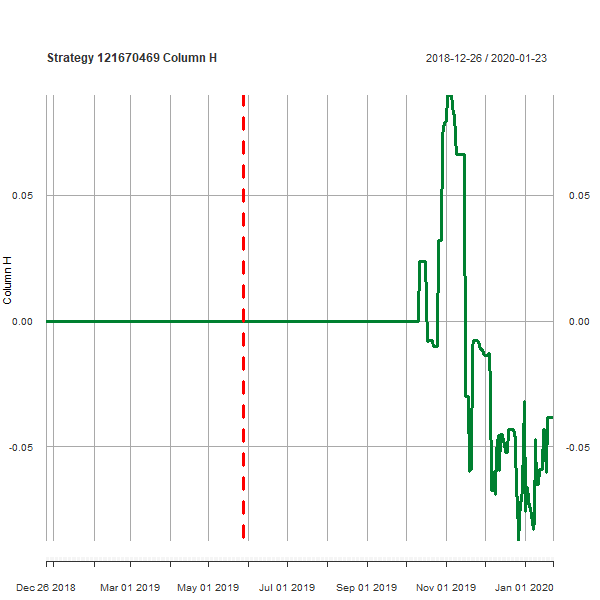 Strategy 121670469 Column H
2018-12-26 / 2020-01-23
0.05
0.05
0.00
0.00
-0.05
-0.05
Column H
Dec 26 2018
Mar 01 2019
May 01 2019
Jul 01 2019
Sep 01 2019
Nov 01 2019
Jan 01 2020